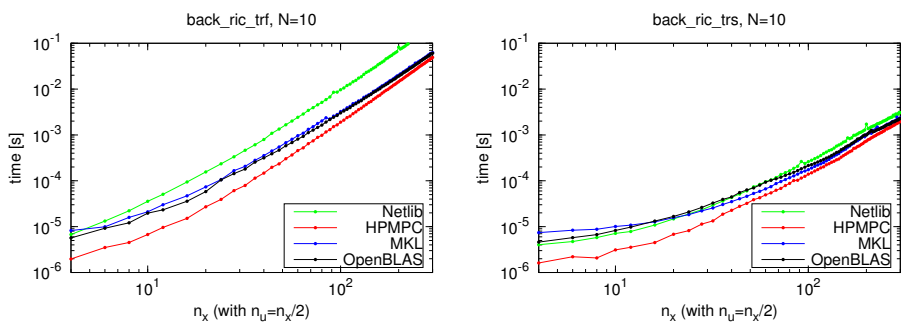 back_ric_trf, N=10
time [s]
10^-1
10^-2
10^-3
10^-4
10^-5
10^-6
10^1
10^2
Netlib
HPMPC
MKL
OpenBLAS
n_x (with n_u=n_x/2)
back_ric_trs, N=10
time [s]
10^-1
10^-2
10^-3
10^-4
10^-5
10^-6
10^1
10^2
Netlib
HPMPC
MKL
OpenBLAS
n_x (with n_u=n_x/2)